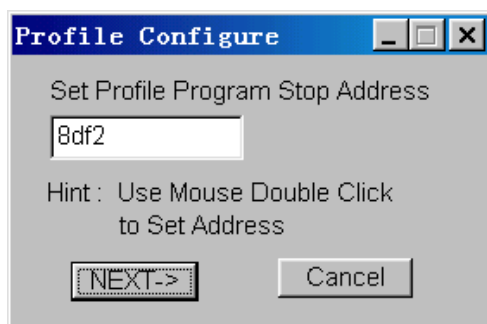 Profile Configure
Set Profile Program Stop Address
8df2
Hint : Use Mouse Double Click
to Set Address
NEXT-> Cancel